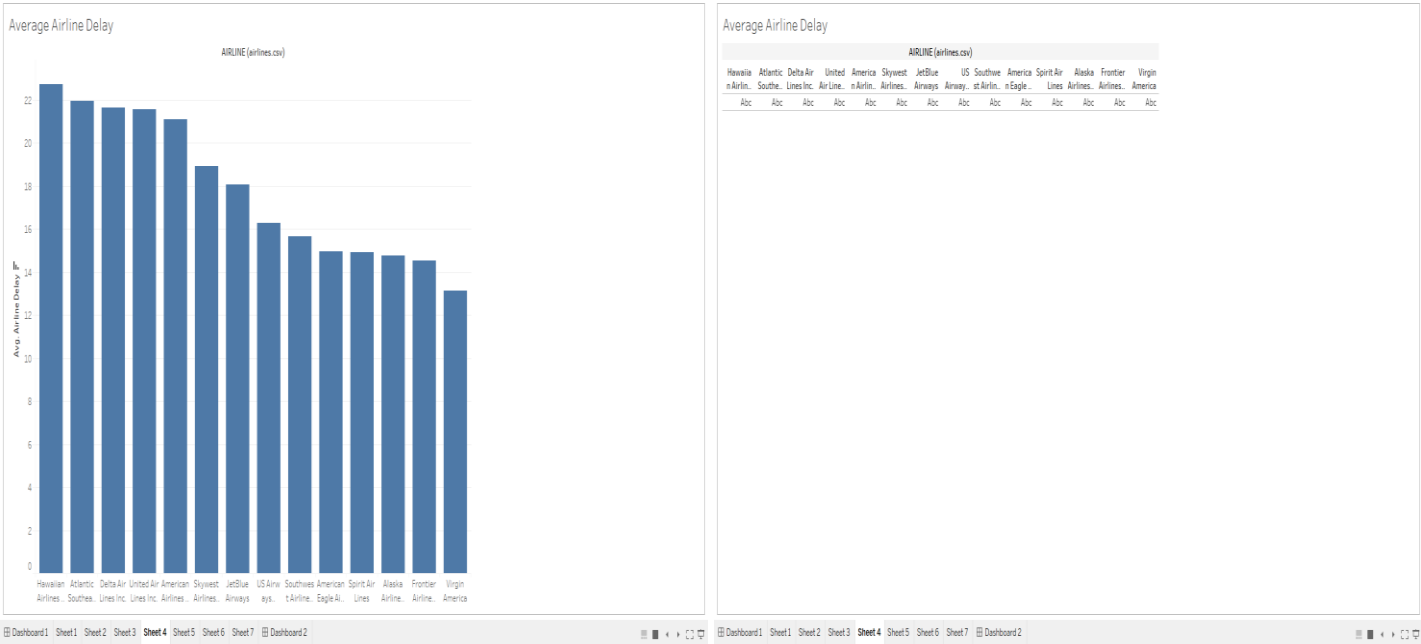 Average Airline Delay
AIRLINE (airlines.csv)
22
20
18
16
14
12
10
8
6
4
2
0
Avg. Airline Delay
Hawaiian Atlantic Delta Air United Air American Skywest JetBlue US Airw Southwes American Spirit Air Alaska Frontier Virgin
Airlines .. Southea.. Lines Inc. Lines Inc. Airlines .. Airlines.. Airways ays.. t Airline.. Eagle Ai.. Lines Airline.. Airline.. America
Dashboard 1 Sheet 1 Sheet 2 Sheet 3 Sheet 4 Sheet 5 Sheet 6 Sheet 7 Dashboard 2
Average Airline Delay
AIRLINE (airlines.csv)
Hawaiia Atlantic Delta Air United America Skywest JetBlue US Southwe America Spirit Air Alaska Frontier Virgin
n Airlin.. Southe.. Lines Inc. Air Line.. n Airlin.. Airlines.. Airways Airway.. st Airlin.. n Eagle .. Lines Airlines.. Airlines.. America
Abc Abc Abc Abc Abc Abc Abc Abc Abc Abc Abc Abc Abc Abc
Dashboard 1 Sheet 1 Sheet 2 Sheet 3 Sheet 4 Sheet 5 Sheet 6 Sheet 7 Dashboard 2